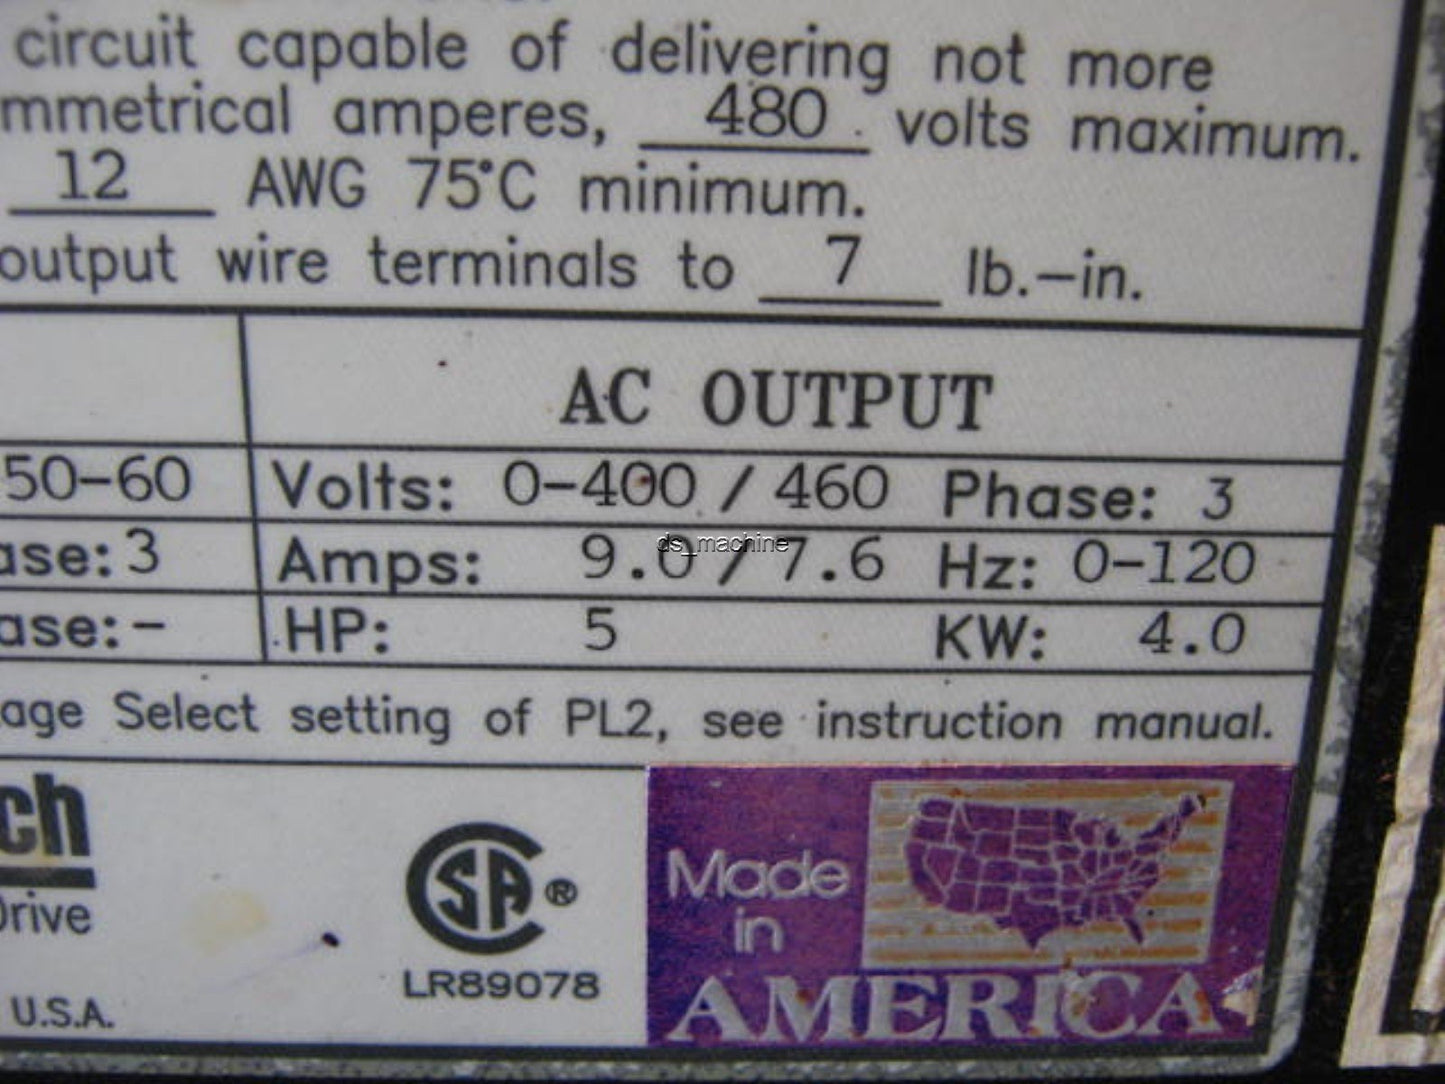 circuit capable of delivering not more
mmetrical amperes, 480 volts maximum.
12 AWG 75°C minimum.
output wire terminals to 7 lb.-in.
AC OUTPUT
50-60 Volts: 0-400 / 460 Phase: 3
ase: 3 Amps: 9.0 / 7.6 Hz: 0-120
ds_machine
ase: - HP: 5 KW: 4.0
age Select setting of PL2, see instruction manual.
ch
Drive
U.S.A.
CSA ®
LR89078
Made
in
AMERICA